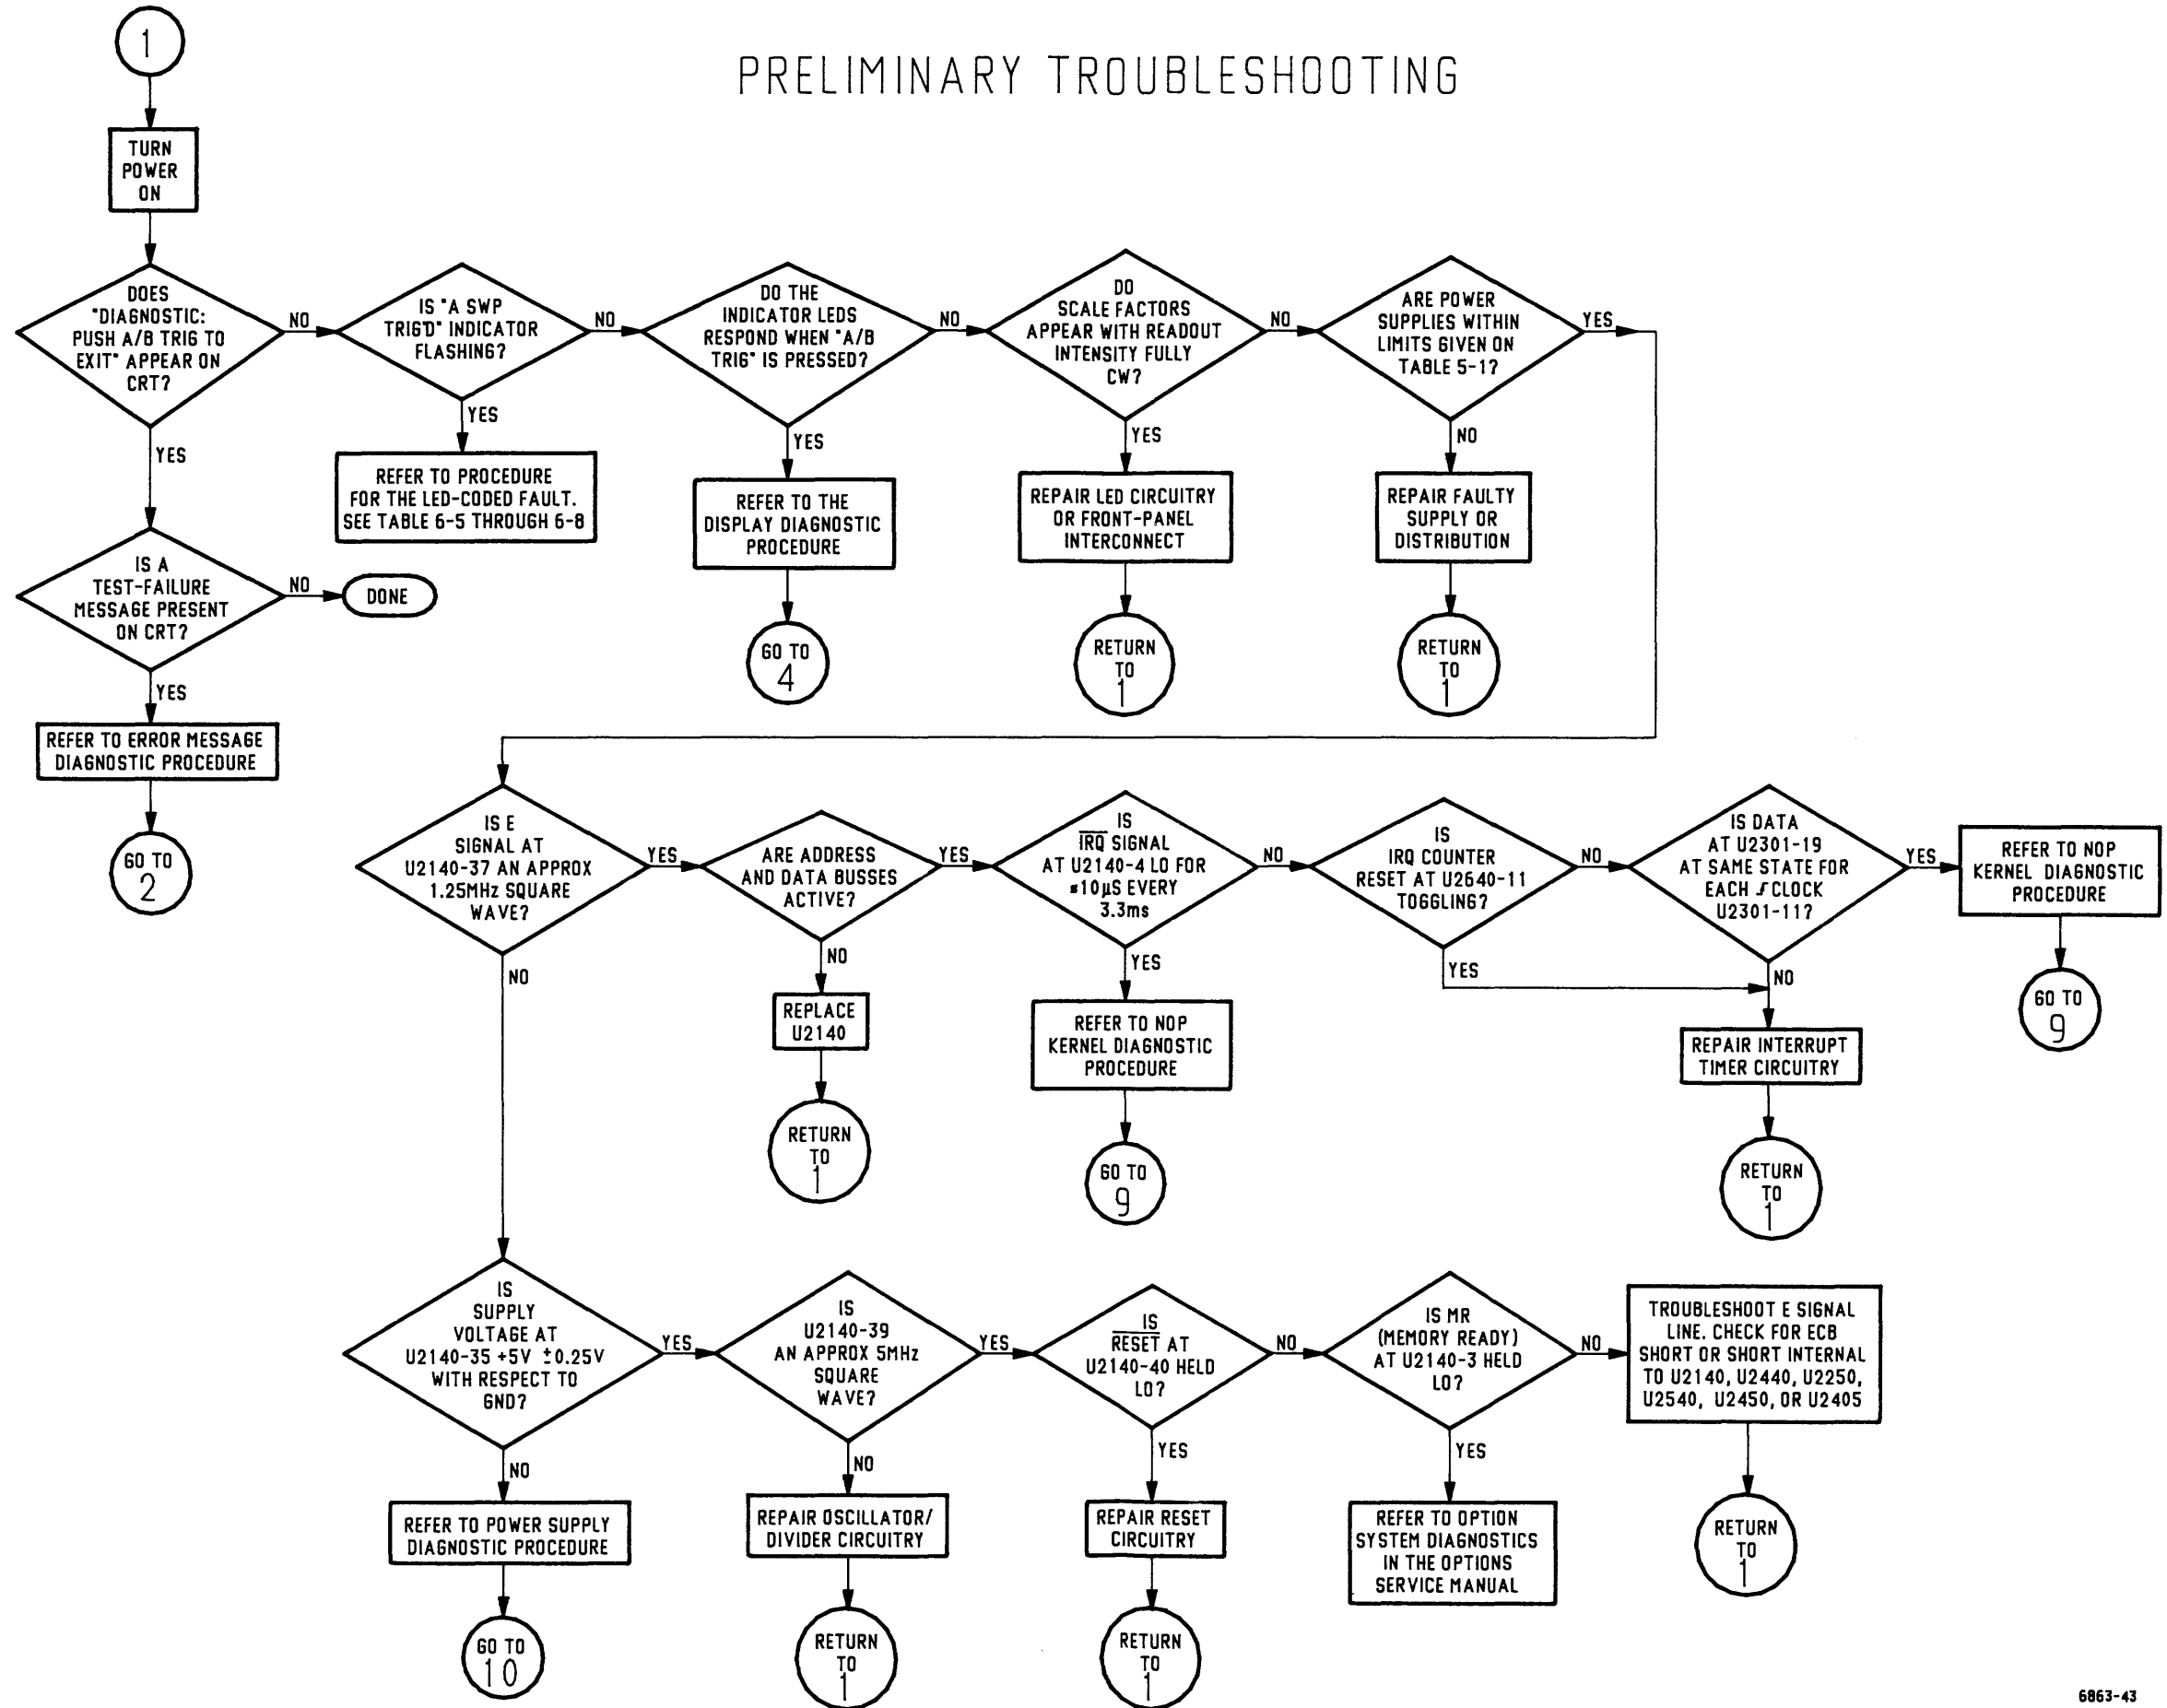 PRELIMINARY TROUBLESHOOTING
1
TURN
POWER
ON
DOES
"DIAGNOSTIC:
PUSH A/B TRIG TO
EXIT" APPEAR ON
CRT?
NO
YES
IS "A SWP
TRIG'D" INDICATOR
FLASHING?
NO
YES
DO THE
INDICATOR LEDS
RESPOND WHEN "A/B
TRIG" IS PRESSED?
NO
YES
DO
SCALE FACTORS
APPEAR WITH READOUT
INTENSITY FULLY
CW?
NO
YES
ARE POWER
SUPPLIES WITHIN
LIMITS GIVEN ON
TABLE 5-1?
YES
NO
REFER TO PROCEDURE
FOR THE LED-CODED FAULT.
SEE TABLE 6-5 THROUGH 6-8
REFER TO THE
DISPLAY DIAGNOSTIC
PROCEDURE
GO TO
4
REPAIR LED CIRCUITRY
OR FRONT-PANEL
INTERCONNECT
RETURN
TO
1
REPAIR FAULTY
SUPPLY OR
DISTRIBUTION
RETURN
TO
1
IS A
TEST-FAILURE
MESSAGE PRESENT
ON CRT?
NO
DONE
YES
REFER TO ERROR MESSAGE
DIAGNOSTIC PROCEDURE
GO TO
2
IS E
SIGNAL AT
U2140-37 AN APPROX
1.25MHz SQUARE
WAVE?
YES
NO
ARE ADDRESS
AND DATA BUSSES
ACTIVE?
YES
NO
IS
IRQ SIGNAL
AT U2140-4 LO FOR
≈10µS EVERY
3.3ms
NO
YES
IS
IRQ COUNTER
RESET AT U2640-11
TOGGLING?
NO
YES
IS DATA
AT U2301-19
AT SAME STATE FOR
EACH ƒ CLOCK
U2301-11?
YES
NO
REFER TO NOP
KERNEL DIAGNOSTIC
PROCEDURE
GO TO
9
REPLACE
U2140
RETURN
TO
1
REFER TO NOP
KERNEL DIAGNOSTIC
PROCEDURE
GO TO
9
REPAIR INTERRUPT
TIMER CIRCUITRY
RETURN
TO
1
IS
SUPPLY
VOLTAGE AT
U2140-35 +5V ±0.25V
WITH RESPECT TO
GND?
YES
NO
IS
U2140-39
AN APPROX 5MHz
SQUARE
WAVE?
YES
NO
IS
RESET AT
U2140-40 HELD
LO?
NO
YES
IS MR
(MEMORY READY)
AT U2140-3 HELD
LO?
NO
YES
TROUBLESHOOT E SIGNAL
LINE. CHECK FOR ECB
SHORT OR SHORT INTERNAL
TO U2140, U2440, U2250,
U2540, U2450, OR U2405
RETURN
TO
1
REFER TO POWER SUPPLY
DIAGNOSTIC PROCEDURE
GO TO
10
REPAIR OSCILLATOR/
DIVIDER CIRCUITRY
RETURN
TO
1
REPAIR RESET
CIRCUITRY
RETURN
TO
1
REFER TO OPTION
SYSTEM DIAGNOSTICS
IN THE OPTIONS
SERVICE MANUAL
6863-43